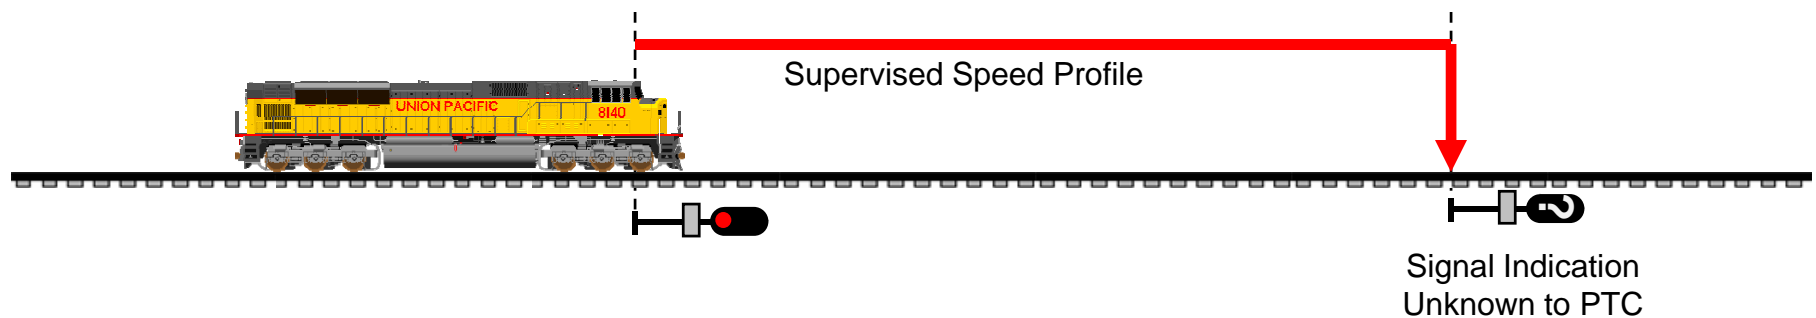 Supervised Speed Profile
UNION PACIFIC
8140
?
Signal Indication
Unknown to PTC